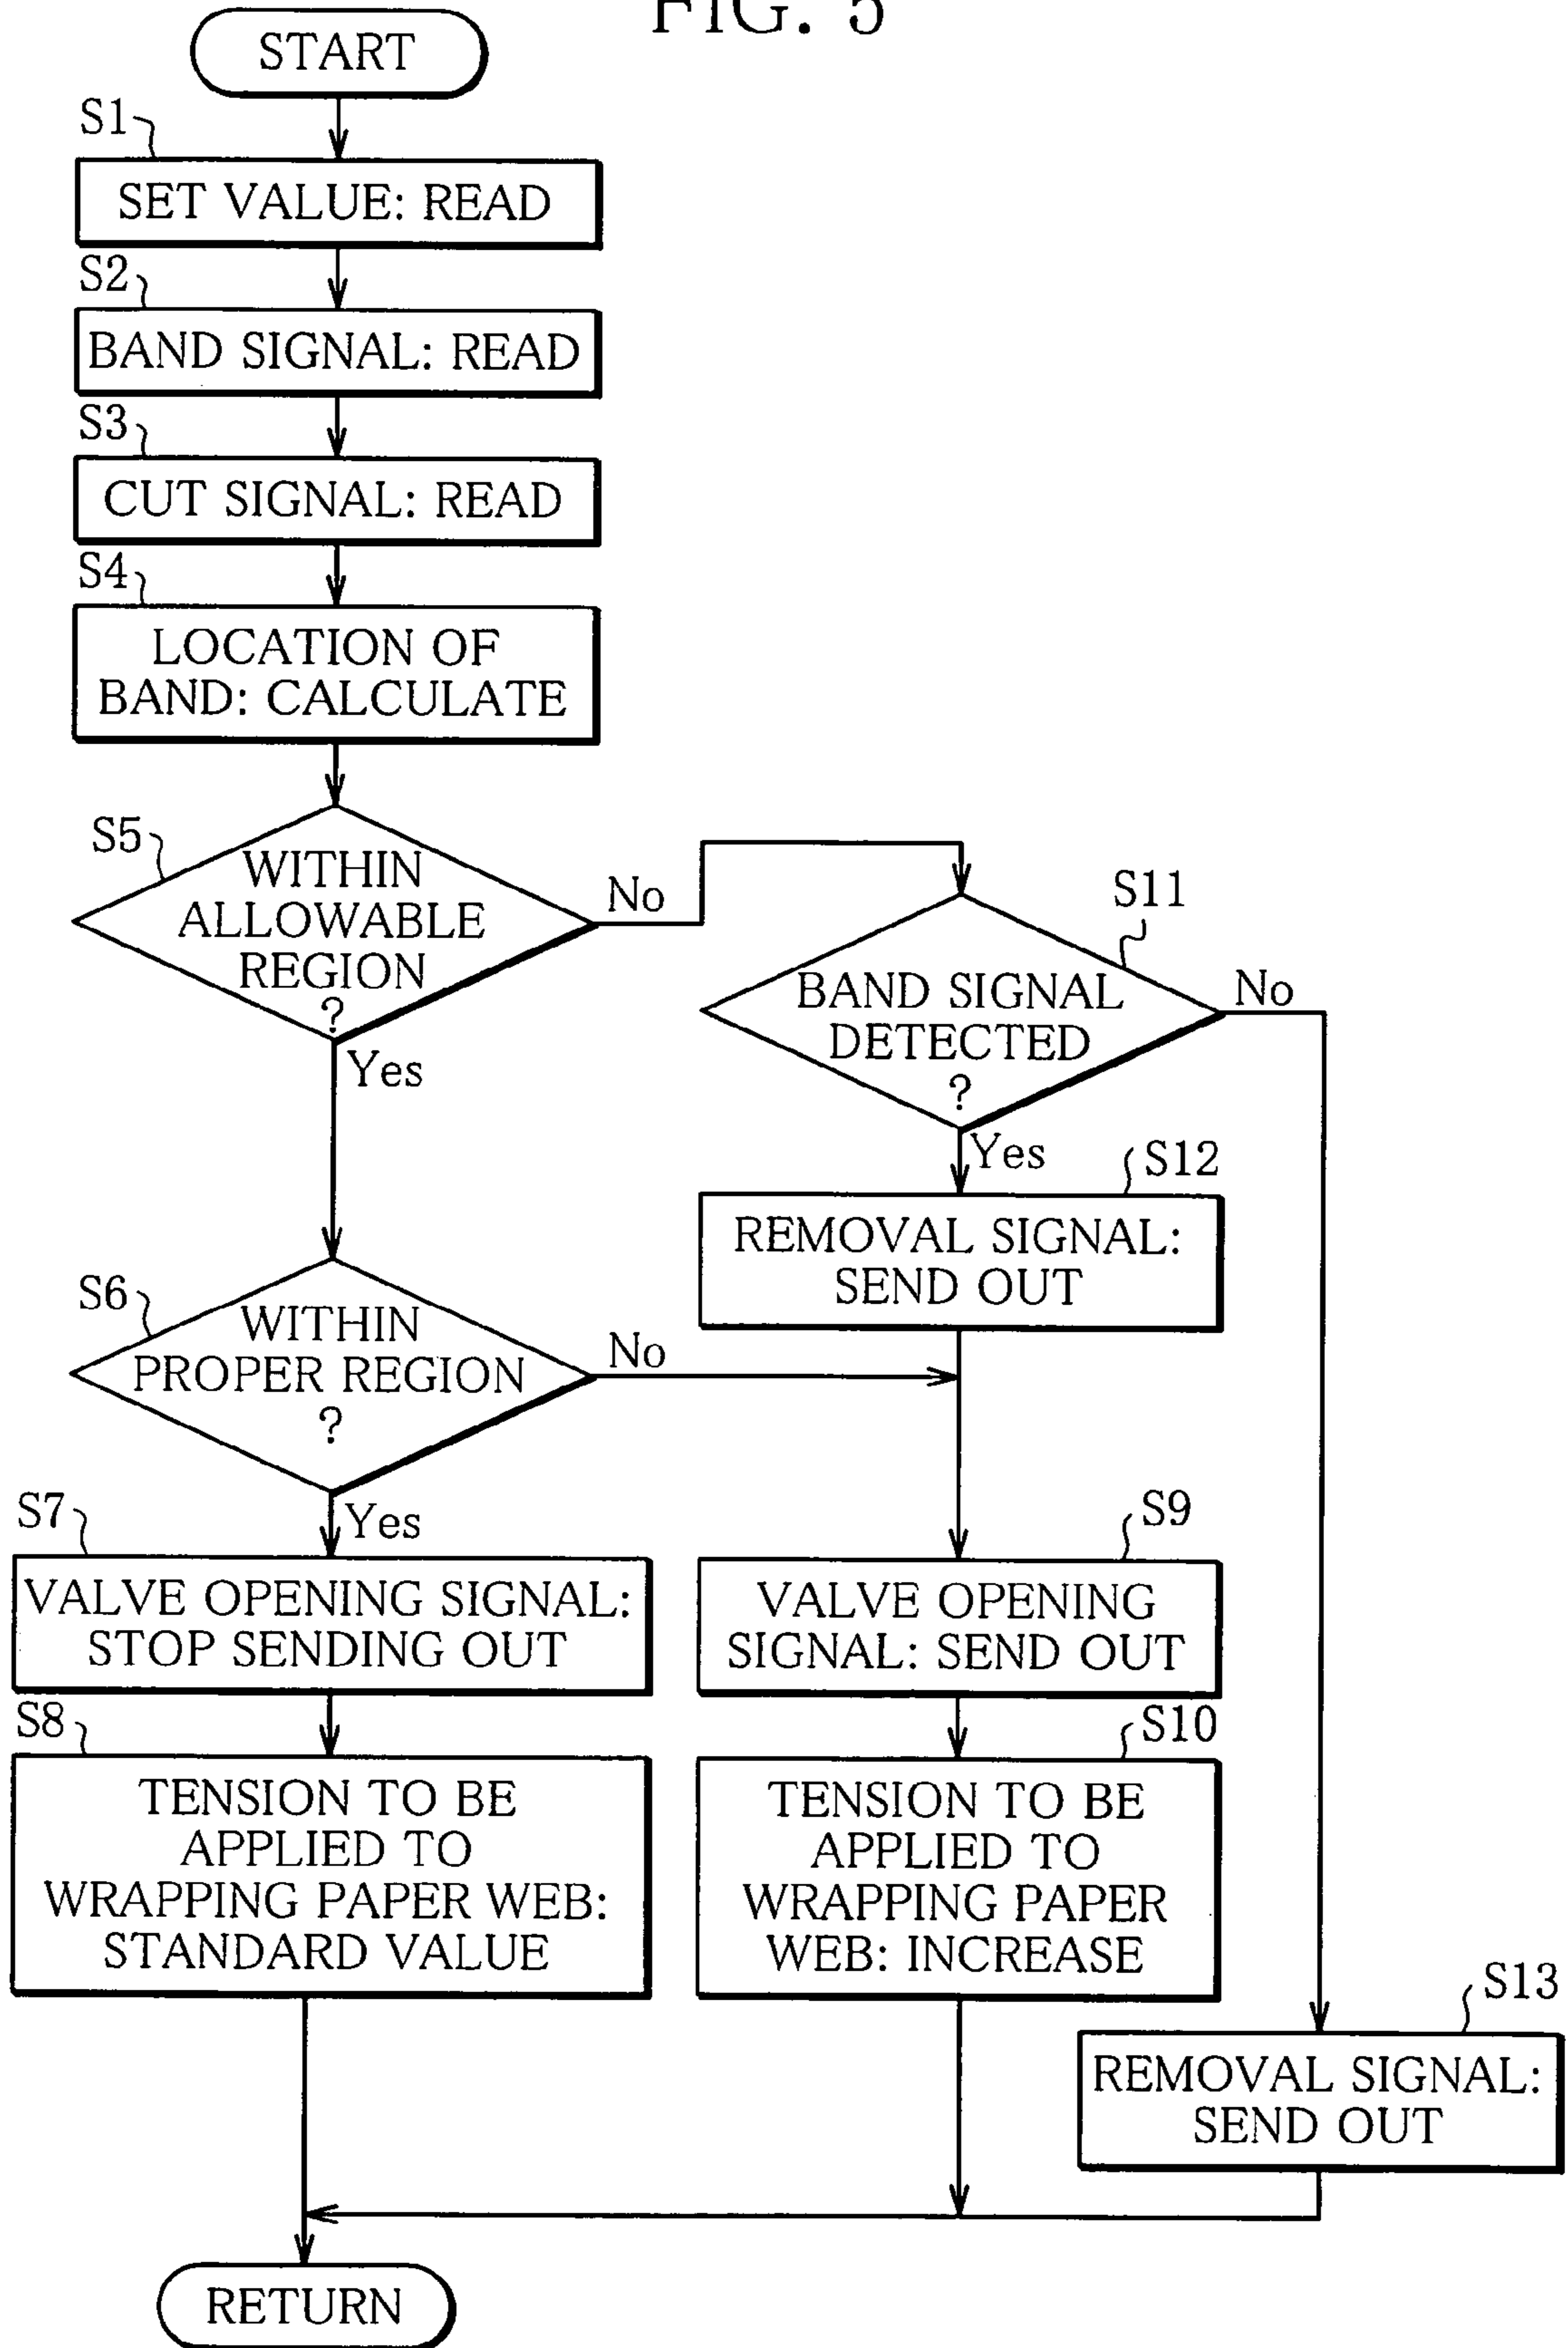 FIG. 5
START
S1
SET VALUE: READ
S2
BAND SIGNAL: READ
S3
CUT SIGNAL: READ
S4
LOCATION OF
BAND: CALCULATE
S5
WITHIN
ALLOWABLE
REGION
?
No
Yes
S11
BAND SIGNAL
DETECTED
?
No
Yes
S12
REMOVAL SIGNAL:
SEND OUT
S6
WITHIN
PROPER REGION
?
No
Yes
S7
VALVE OPENING SIGNAL:
STOP SENDING OUT
S9
VALVE OPENING
SIGNAL: SEND OUT
S8
TENSION TO BE
APPLIED TO
WRAPPING PAPER WEB:
STANDARD VALUE
S10
TENSION TO BE
APPLIED TO
WRAPPING PAPER
WEB: INCREASE
S13
REMOVAL SIGNAL:
SEND OUT
RETURN